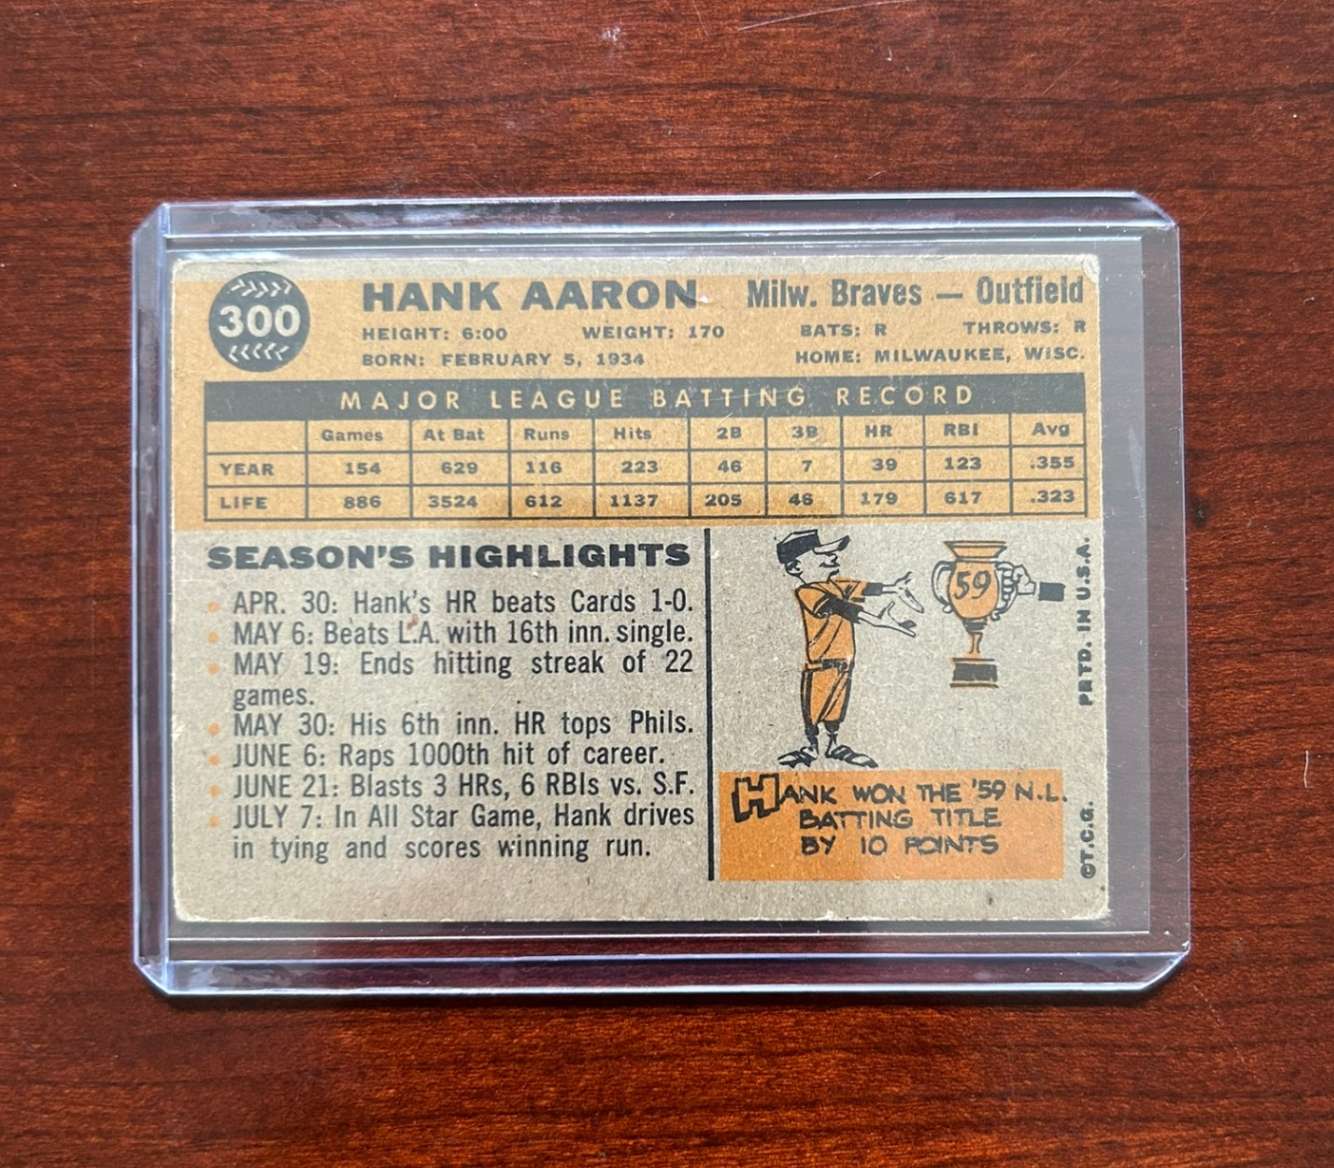 300
HANK AARON Milw. Braves — Outfield
HEIGHT: 6:00 WEIGHT: 170 BATS: R THROWS: R
BORN: FEBRUARY 5, 1934 HOME: MILWAUKEE, WISC.
MAJOR LEAGUE BATTING RECORD
Games At Bat Runs Hits 2B 3B HR RBI Avg
YEAR 154 629 116 223 46 7 39 123 .355
LIFE 886 3524 612 1137 205 46 179 617 .323
SEASON'S HIGHLIGHTS
APR. 30: Hank's HR beats Cards 1-0.
MAY 6: Beats L.A. with 16th inn. single.
MAY 19: Ends hitting streak of 22
games.
MAY 30: His 6th inn. HR tops Phils.
JUNE 6: Raps 1000th hit of career.
JUNE 21: Blasts 3 HRs, 6 RBIs vs. S.F.
JULY 7: In All Star Game, Hank drives
in tying and scores winning run.
59
HANK WON THE '59 N.L.
BATTING TITLE
BY 10 POINTS
©T.C.G. PRTD. IN U.S.A.